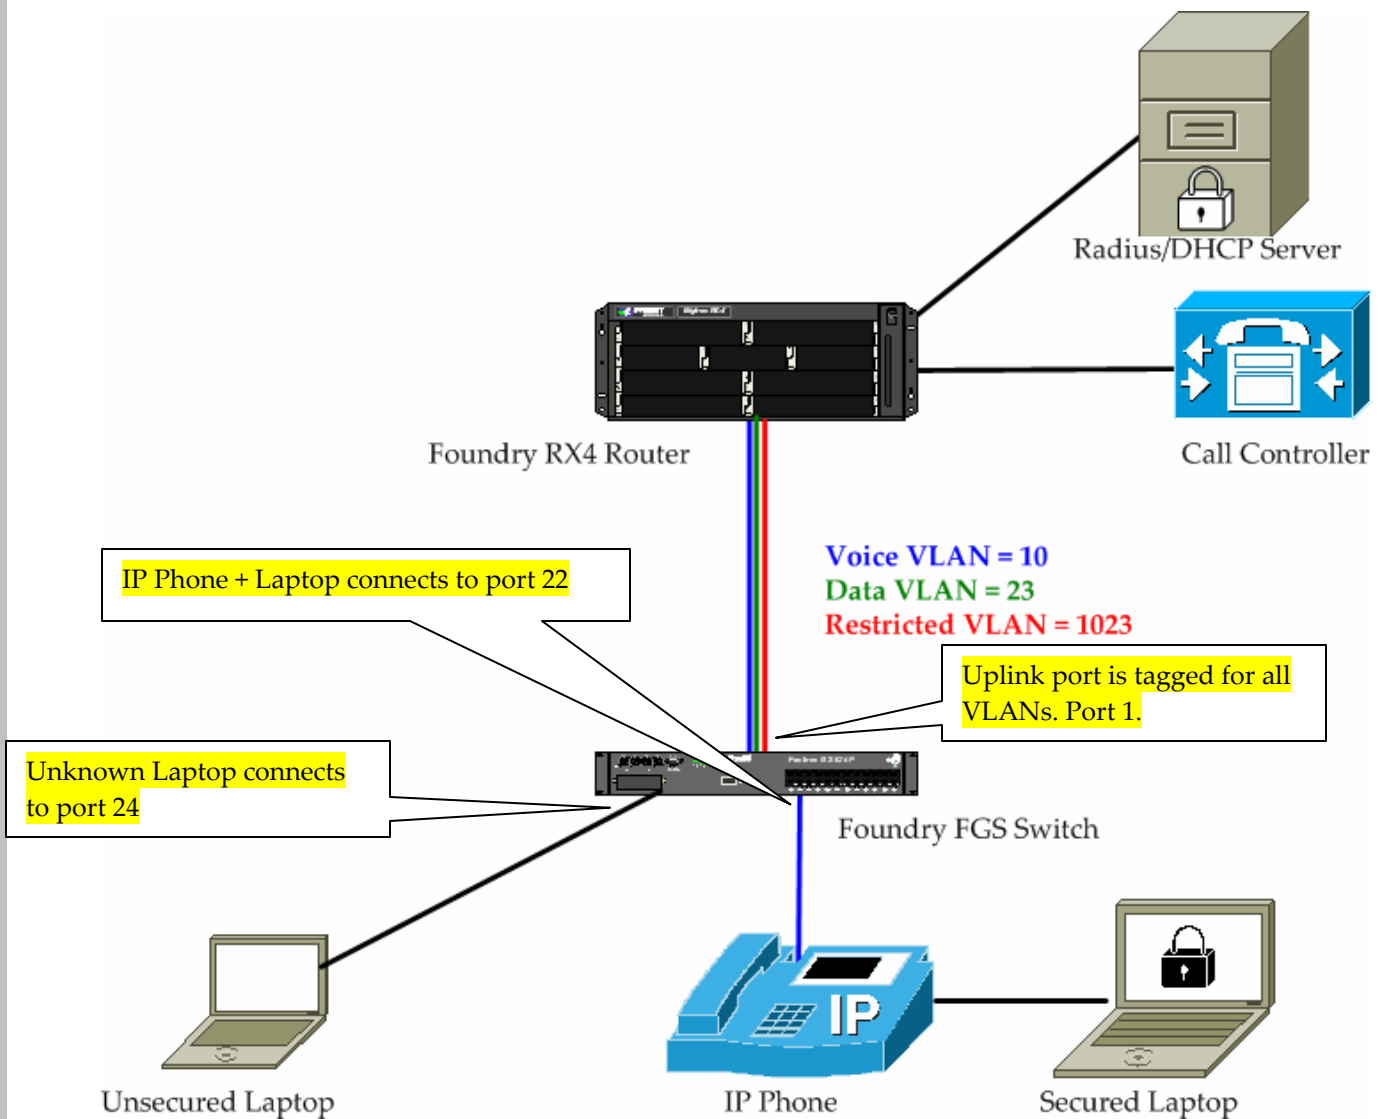 Radius/DHCP Server
Foundry RX4 Router
Call Controller
IP Phone + Laptop connects to port 22
Voice VLAN = 10
Data VLAN = 23
Restricted VLAN = 1023
Uplink port is tagged for all
VLANs. Port 1.
Unknown Laptop connects
to port 24
Foundry FGS Switch
IP
Unsecured Laptop
IP Phone
Secured Laptop